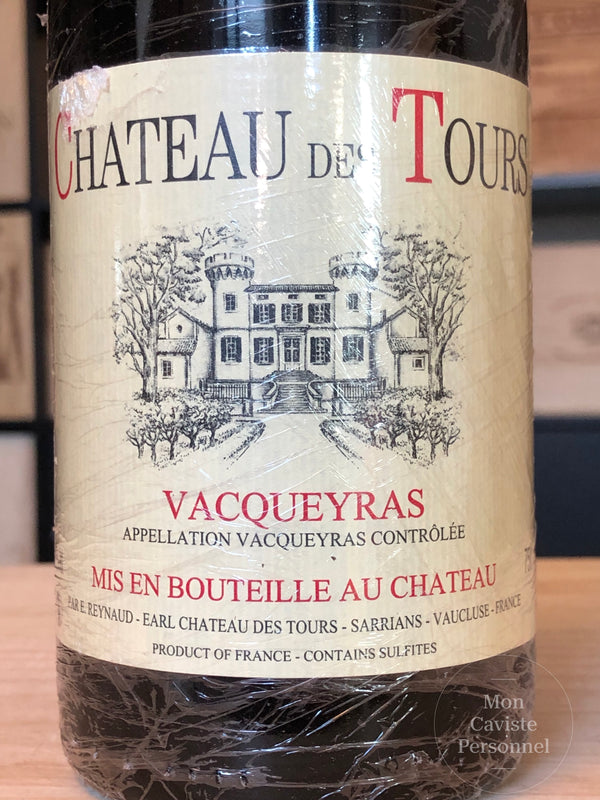 CHATEAU DES TOURS
VACQUEYRAS
APPELLATION VACQUEYRAS CONTRÔLÉE
MIS EN BOUTEILLE AU CHATEAU
PAR E. REYNAUD - EARL CHATEAU DES TOURS - SARRIANS - VAUCLUSE - FRANCE
PRODUCT OF FRANCE - CONTAINS SULFITES
Mon
Caviste
Personnel